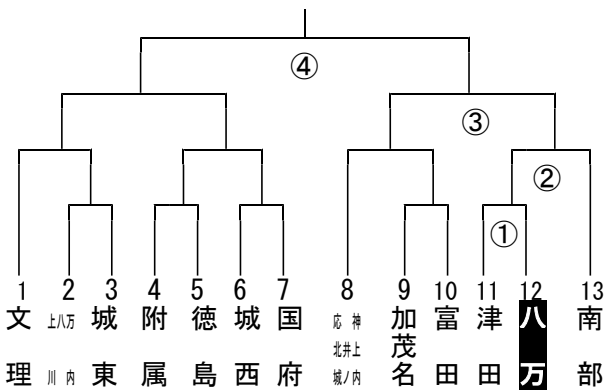 ④
③
②
①
1 2 3 4 5 6 7 8 9 10 11 12 13
文理
上八万
川内
城東
附属
徳島
城西
国府
応神
北井上
城ノ内
加茂名
富田
津田
八万
南部